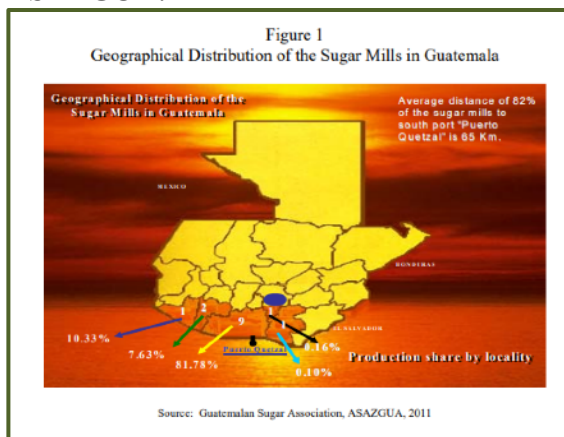 Figure 1
Geographical Distribution of the Sugar Mills in Guatemala
Geographical Distribution of the
Sugar Mills in Guatemala
Average distance of 82%
of the sugar mills to
south port "Puerto
Quetzal" is 65 Km.
MEXICO
HONDURAS
EL SALVADOR
1
2
9
1
1
10.33%
7.63%
81.78%
Puerto Quetzal
0.16%
0.10%
Production share by locality
Source: Guatemalan Sugar Association, ASAZGUA, 2011